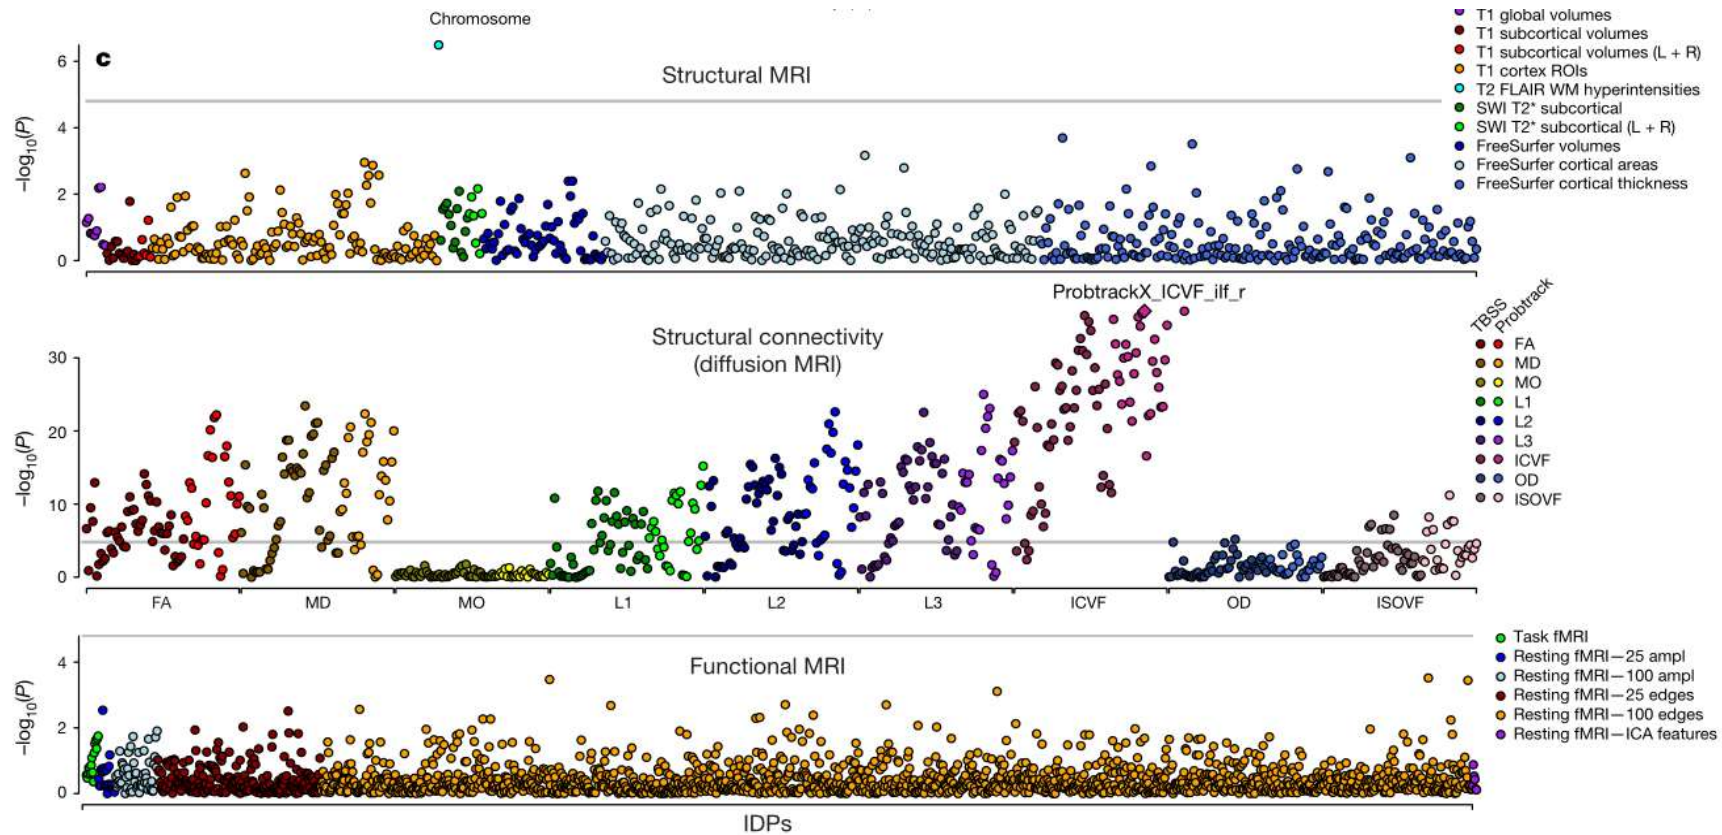 Chromosome
c
Structural MRI
−log10(P)
6
4
2
0
T1 global volumes
T1 subcortical volumes
T1 subcortical volumes (L + R)
T1 cortex ROIs
T2 FLAIR WM hyperintensities
SWI T2* subcortical
SWI T2* subcortical (L + R)
FreeSurfer volumes
FreeSurfer cortical areas
FreeSurfer cortical thickness
ProbtrackX_ICVF_ilf_r
Structural connectivity
(diffusion MRI)
−log10(P)
30
20
10
0
FA MD MO L1 L2 L3 ICVF OD ISOVF
TBSS
Probtrack
FA
MD
MO
L1
L2
L3
ICVF
OD
ISOVF
Functional MRI
−log10(P)
4
2
0
Task fMRI
Resting fMRI—25 ampl
Resting fMRI—100 ampl
Resting fMRI—25 edges
Resting fMRI—100 edges
Resting fMRI—ICA features
IDPs